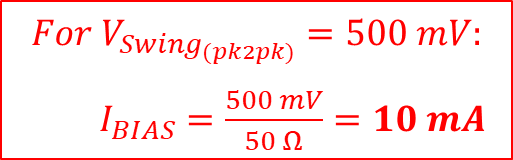 For V_Swing(pk2pk) = 500 mV:
I_BIAS = 500 mV / 50 Ω = 10 mA